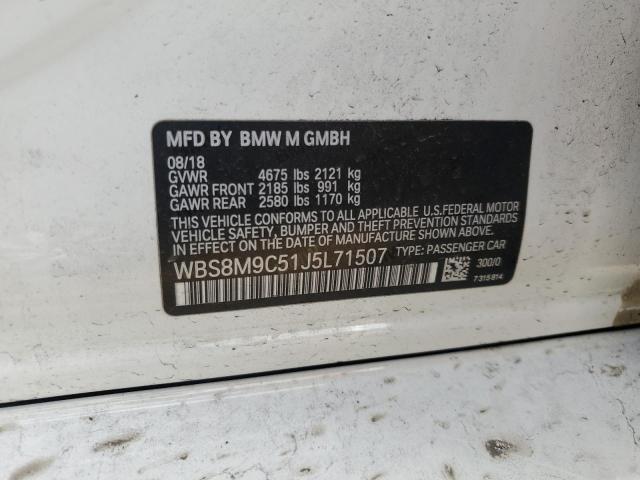 MFD BY BMW M GMBH
08/18
GVWR 4675 lbs 2121 kg
GAWR FRONT 2185 lbs 991 kg
GAWR REAR 2580 lbs 1170 kg
THIS VEHICLE CONFORMS TO ALL APPLICABLE U.S.FEDERAL MOTOR
VEHICLE SAFETY, BUMPER AND THEFT PREVENTION STANDARDS
IN EFFECT ON THE DATE OF MANUFACTURE SHOWN ABOVE.
WBS8M9C51J5L71507 TYPE: PASSENGER CAR
300/0
7315814